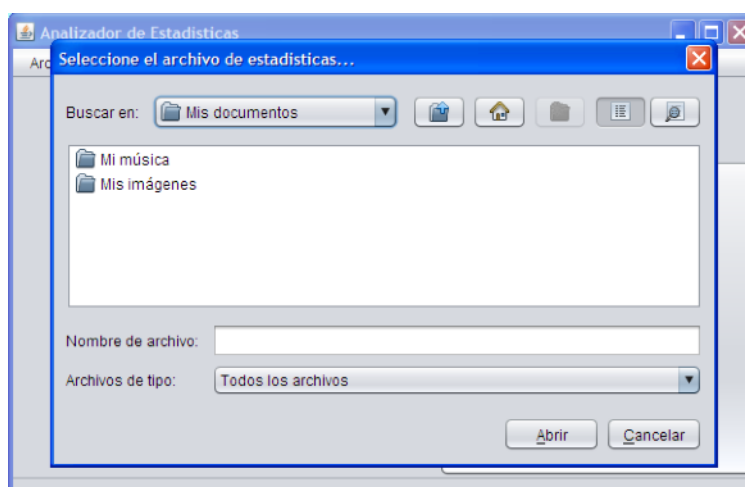 Analizador de Estadisticas
Arc
Seleccione el archivo de estadisticas...
Buscar en: Mis documentos
Mi música
Mis imágenes
Nombre de archivo:
Archivos de tipo: Todos los archivos
Abrir Cancelar